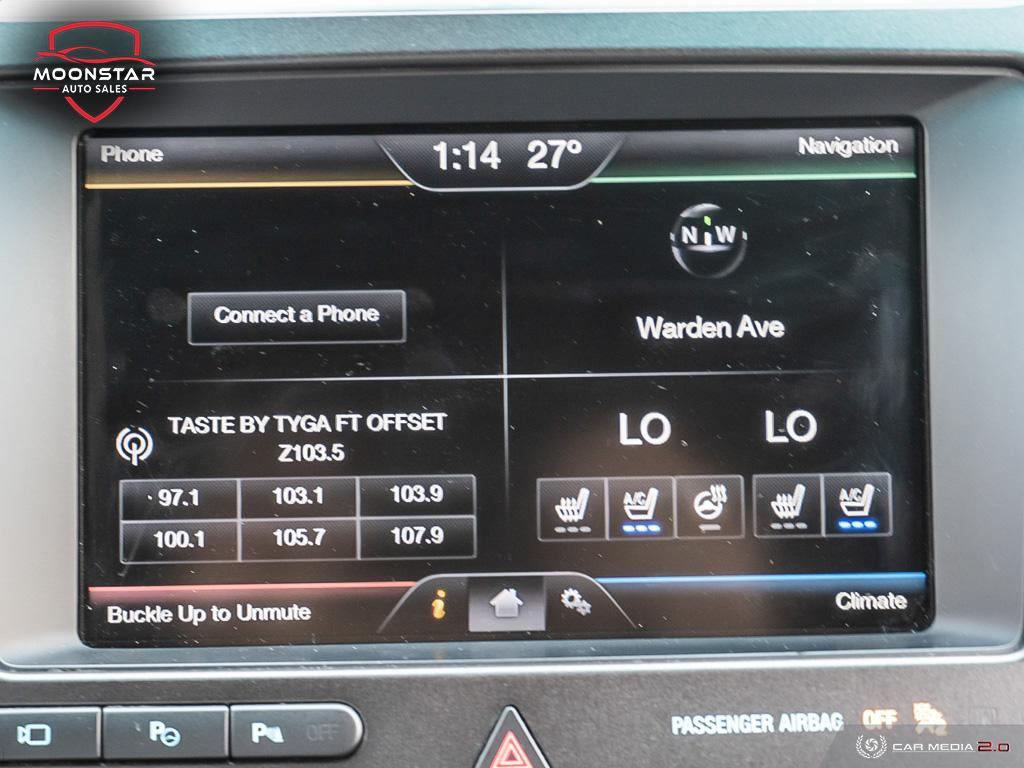 MOONSTAR
AUTO SALES
Phone
1:14 27°
Navigation
N W
Connect a Phone
Warden Ave
TASTE BY TYGA FT OFFSET
Z103.5
LO LO
97.1 103.1 103.9
100.1 105.7 107.9
A/C A/C
Buckle Up to Unmute
i
Climate
P P OFF
PASSENGER AIRBAG OFF
CAR MEDIA 2.0